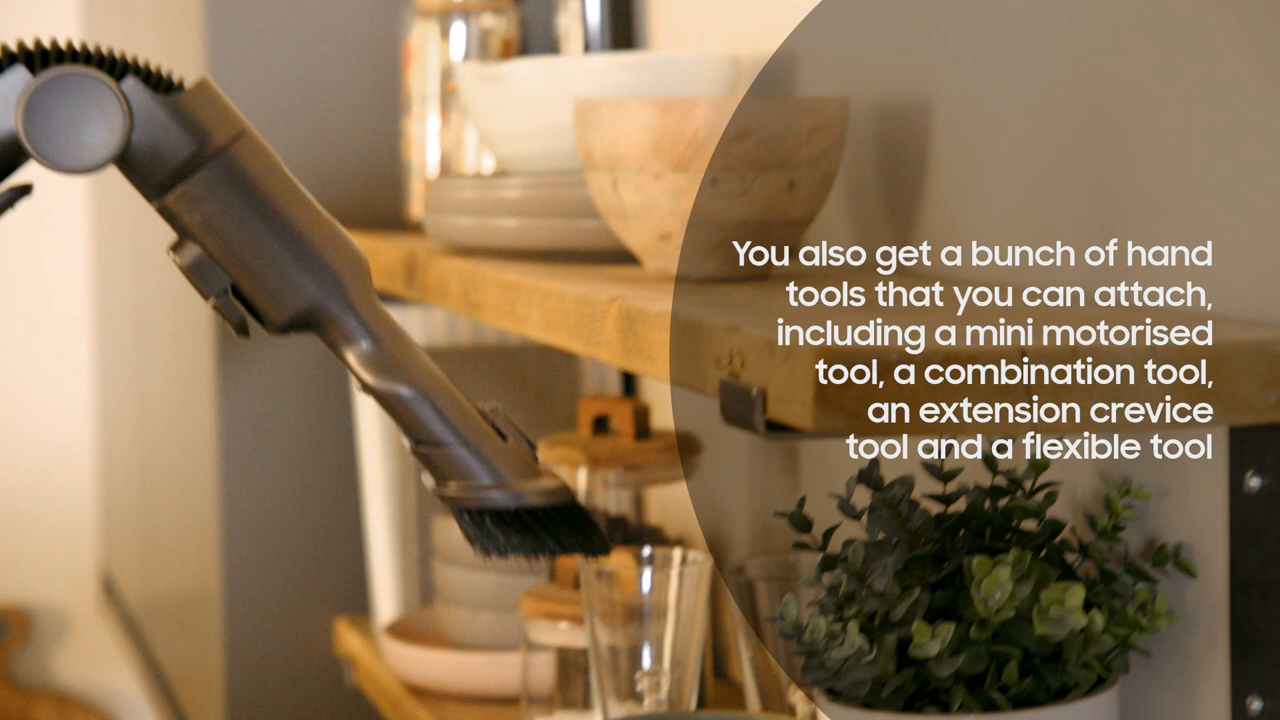 You also get a bunch of hand
tools that you can attach,
including a mini motorised
tool, a combination tool,
an extension crevice
tool and a flexible tool